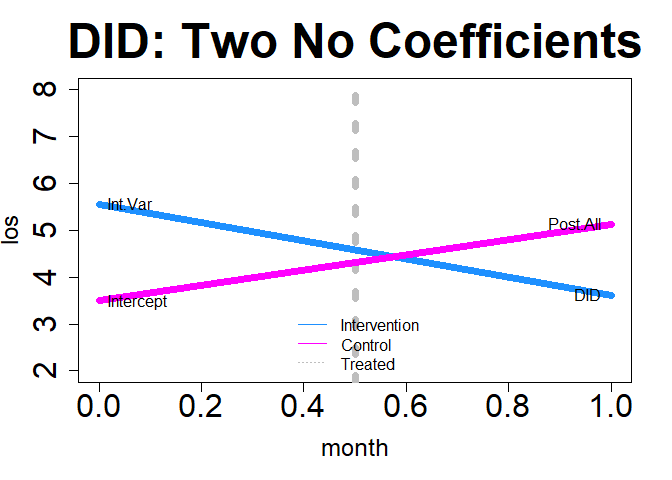 DID: Two No Coefficients
8
7
6
5
4
3
2
los
Int Var
Post All
Intercept
DID
Intervention
Control
Treated
0.0 0.2 0.4 0.6 0.8 1.0
month